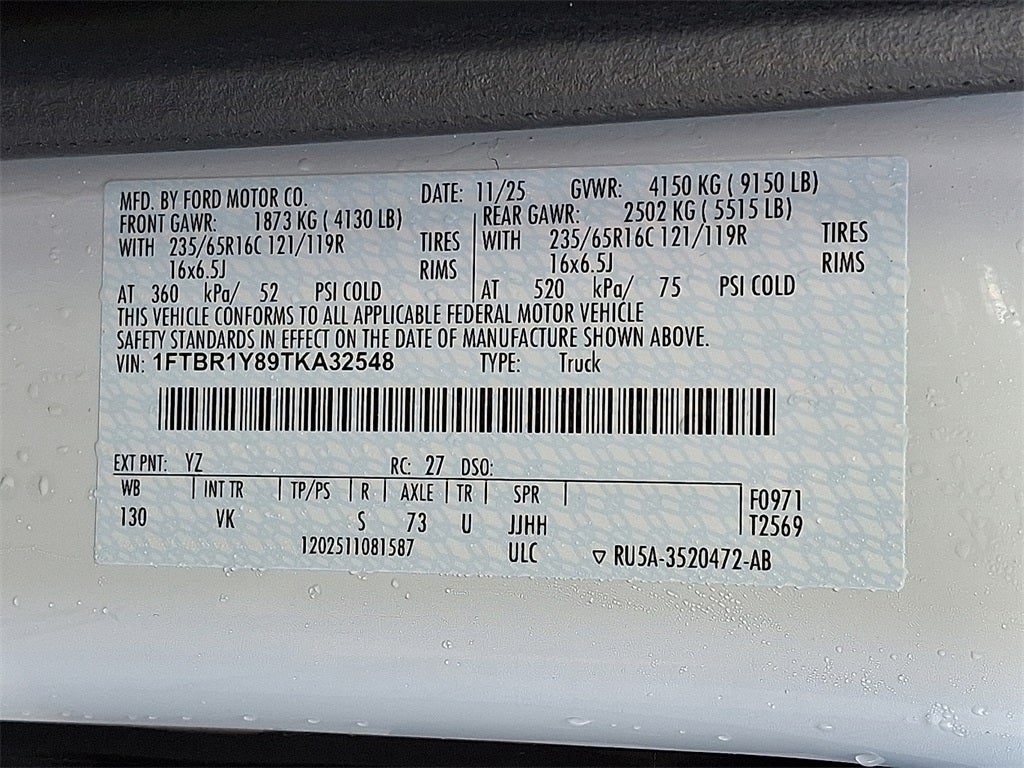 MFD. BY FORD MOTOR CO. DATE: 11/25 GVWR: 4150 KG ( 9150 LB)
FRONT GAWR: 1873 KG ( 4130 LB) REAR GAWR: 2502 KG ( 5515 LB)
WITH 235/65R16C 121/119R TIRES WITH 235/65R16C 121/119R TIRES
16x6.5J RIMS 16x6.5J RIMS
AT 360 kPa/ 52 PSI COLD AT 520 kPa/ 75 PSI COLD
THIS VEHICLE CONFORMS TO ALL APPLICABLE FEDERAL MOTOR VEHICLE
SAFETY STANDARDS IN EFFECT ON THE DATE OF MANUFACTURE SHOWN ABOVE.
VIN: 1FTBR1Y89TKA32548 TYPE: Truck
EXT PNT: YZ RC: 27 DSO:
WB INT TR TP/PS R AXLE TR SPR F0971
130 VK S 73 U JJHH T2569
1202511081587 ULC ▽ RU5A-3520472-AB